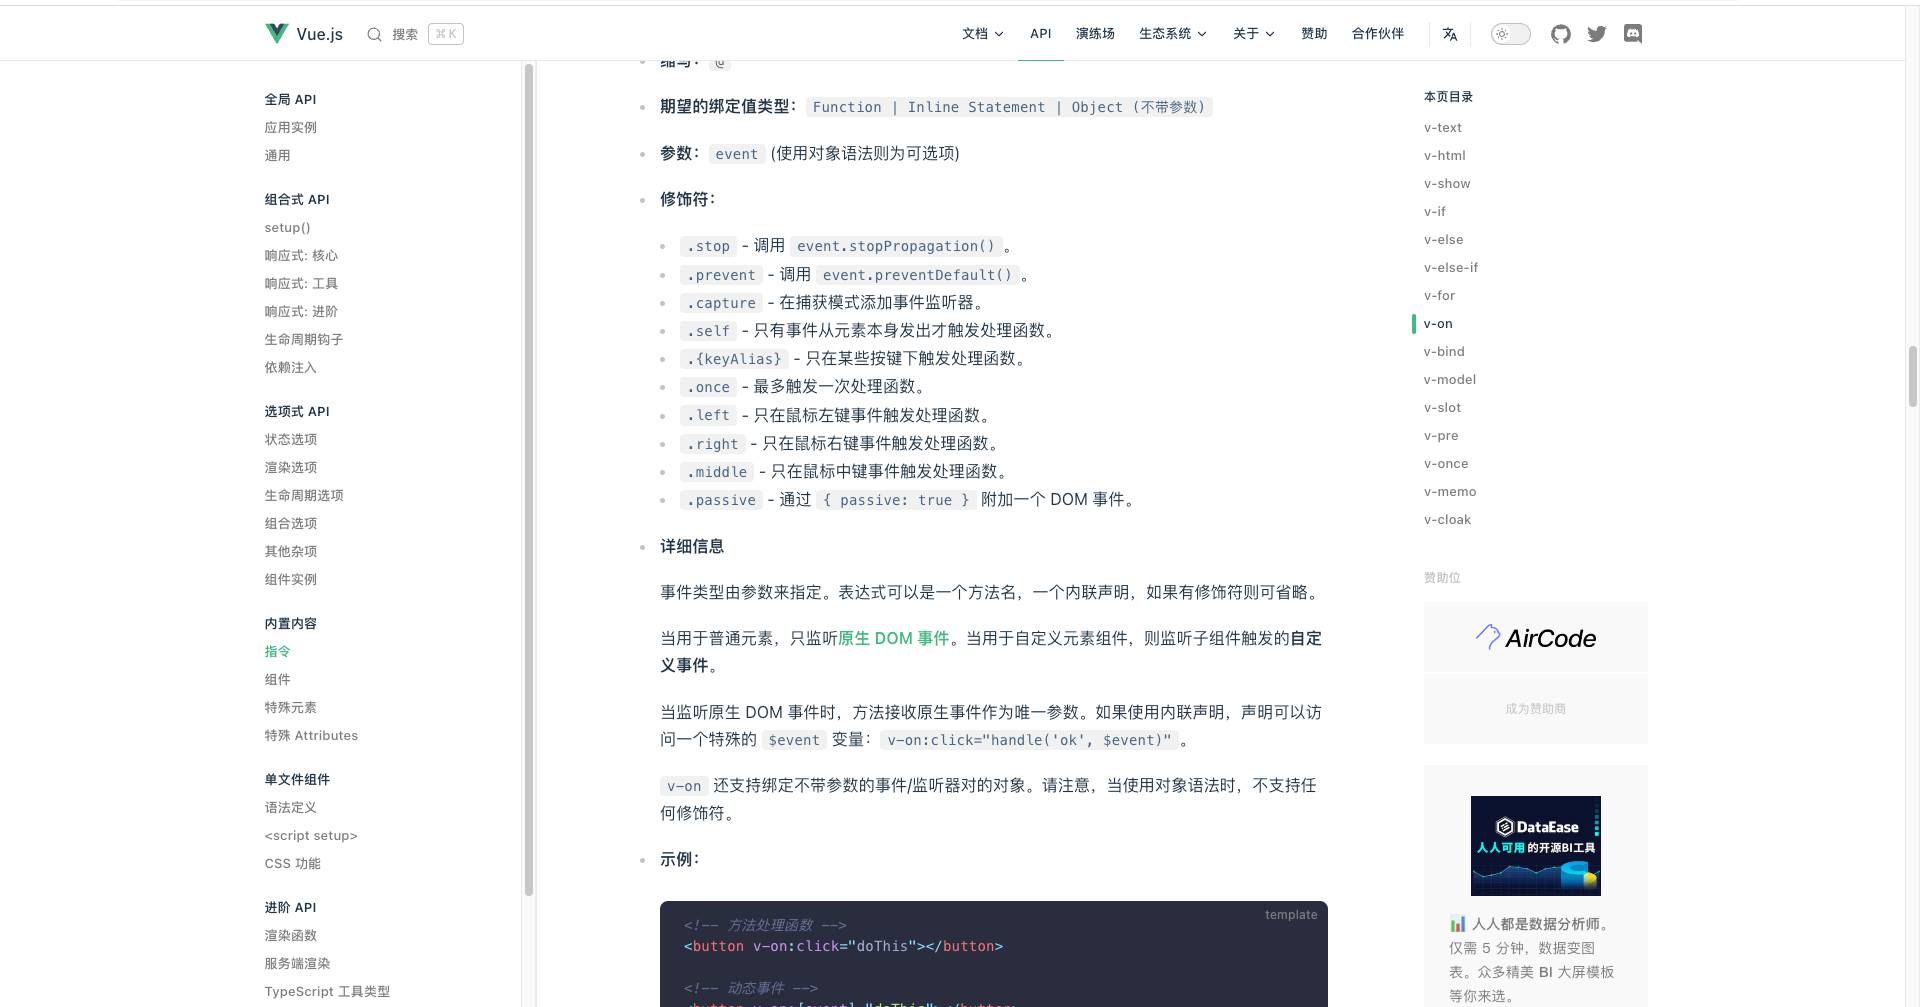 Vue.js
搜索
⌘ K
文档
API
演练场
生态系统
关于
赞助
合作伙伴
全局 API
应用实例
通用
组合式 API
setup()
响应式: 核心
响应式: 工具
响应式: 进阶
生命周期钩子
依赖注入
选项式 API
状态选项
渲染选项
生命周期选项
组合选项
其他杂项
组件实例
内置内容
指令
组件
特殊元素
特殊 Attributes
单文件组件
语法定义
<script setup>
CSS 功能
进阶 API
渲染函数
服务端渲染
TypeScript 工具类型
缩写： @
期望的绑定值类型： Function | Inline Statement | Object (不带参数)
参数： event (使用对象语法则为可选项)
修饰符：
.stop - 调用 event.stopPropagation()。
.prevent - 调用 event.preventDefault()。
.capture - 在捕获模式添加事件监听器。
.self - 只有事件从元素本身发出才触发处理函数。
.{keyAlias} - 只在某些按键下触发处理函数。
.once - 最多触发一次处理函数。
.left - 只在鼠标左键事件触发处理函数。
.right - 只在鼠标右键事件触发处理函数。
.middle - 只在鼠标中键事件触发处理函数。
.passive - 通过 { passive: true } 附加一个 DOM 事件。
详细信息
事件类型由参数来指定。表达式可以是一个方法名，一个内联声明，如果有修饰符则可省略。
当用于普通元素，只监听原生 DOM 事件。当用于自定义元素组件，则监听子组件触发的自定
义事件。
当监听原生 DOM 事件时，方法接收原生事件作为唯一参数。如果使用内联声明，声明可以访
问一个特殊的 $event 变量： v-on:click="handle('ok', $event)"。
v-on 还支持绑定不带参数的事件/监听器对的对象。请注意，当使用对象语法时，不支持任
何修饰符。
示例：
template
<!-- 方法处理函数 -->
<button v-on:click="doThis"></button>
<!-- 动态事件 -->
<button v-on:[event]="doThis"></button>
本页目录
v-text
v-html
v-show
v-if
v-else
v-else-if
v-for
v-on
v-bind
v-model
v-slot
v-pre
v-once
v-memo
v-cloak
赞助位
AirCode
成为赞助商
DataEase
人人可用 的开源BI工具
📊 人人都是数据分析师。
仅需 5 分钟，数据变图
表。众多精美 BI 大屏模板
等你来选。